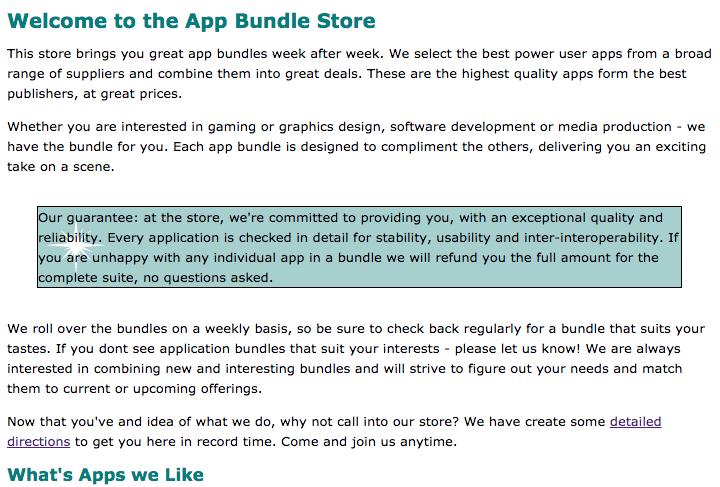 Welcome to the App Bundle Store
This store brings you great app bundles week after week. We select the best power user apps from a broad
range of suppliers and combine them into great deals. These are the highest quality apps form the best
publishers, at great prices.
Whether you are interested in gaming or graphics design, software development or media production - we
have the bundle for you. Each app bundle is designed to compliment the others, delivering you an exciting
take on a scene.
Our guarantee: at the store, we're committed to providing you, with an exceptional quality and
reliability. Every application is checked in detail for stability, usability and inter-interoperability. If
you are unhappy with any individual app in a bundle we will refund you the full amount for the
complete suite, no questions asked.
We roll over the bundles on a weekly basis, so be sure to check back regularly for a bundle that suits your
tastes. If you dont see application bundles that suit your interests - please let us know! We are always
interested in combining new and interesting bundles and will strive to figure out your needs and match
them to current or upcoming offerings.
Now that you've and idea of what we do, why not call into our store? We have create some detailed
directions to get you here in record time. Come and join us anytime.
What's Apps we Like